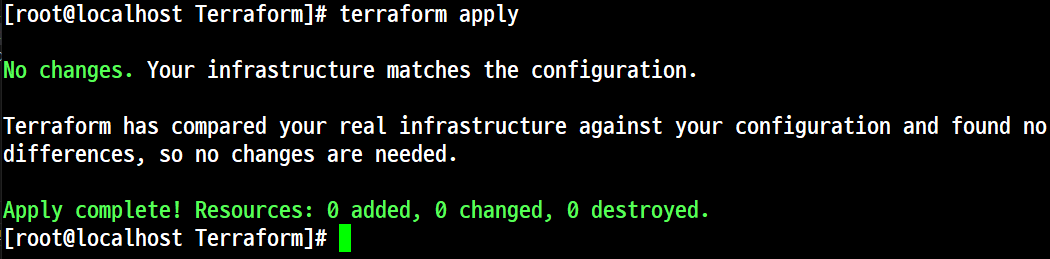 [root@localhost Terraform]# terraform apply
No changes. Your infrastructure matches the configuration.
Terraform has compared your real infrastructure against your configuration and found no
differences, so no changes are needed.
Apply complete! Resources: 0 added, 0 changed, 0 destroyed.
[root@localhost Terraform]#